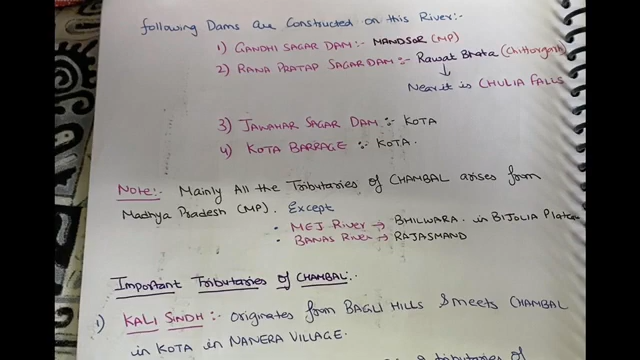 following Dams are Constructed on this River:-
1) GANDHI SAGAR DAM:- MANDSOR (MP)
2) RANA PRATAP SAGAR DAM:- Rawat Bhata (Chittorgarh)
Near it is CHULIA FALLS
3) JAWAHAR SAGAR DAM:- KOTA
4) KOTA BARRAGE:- KOTA.
NOTE: Mainly All the Tributaries of CHAMBAL arises from
Madhya Pradesh (MP). Except
• MEJ River → BHILWARA in BIJOLIA Plateau
• BANAS River → RAJASMAND
Important Tributaries of CHAMBAL:-
1) KALI SINDH:- Originates from BAGLI HILLS & meets CHAMBAL
in KOTA in NANERA VILLAGE.
tributaries of